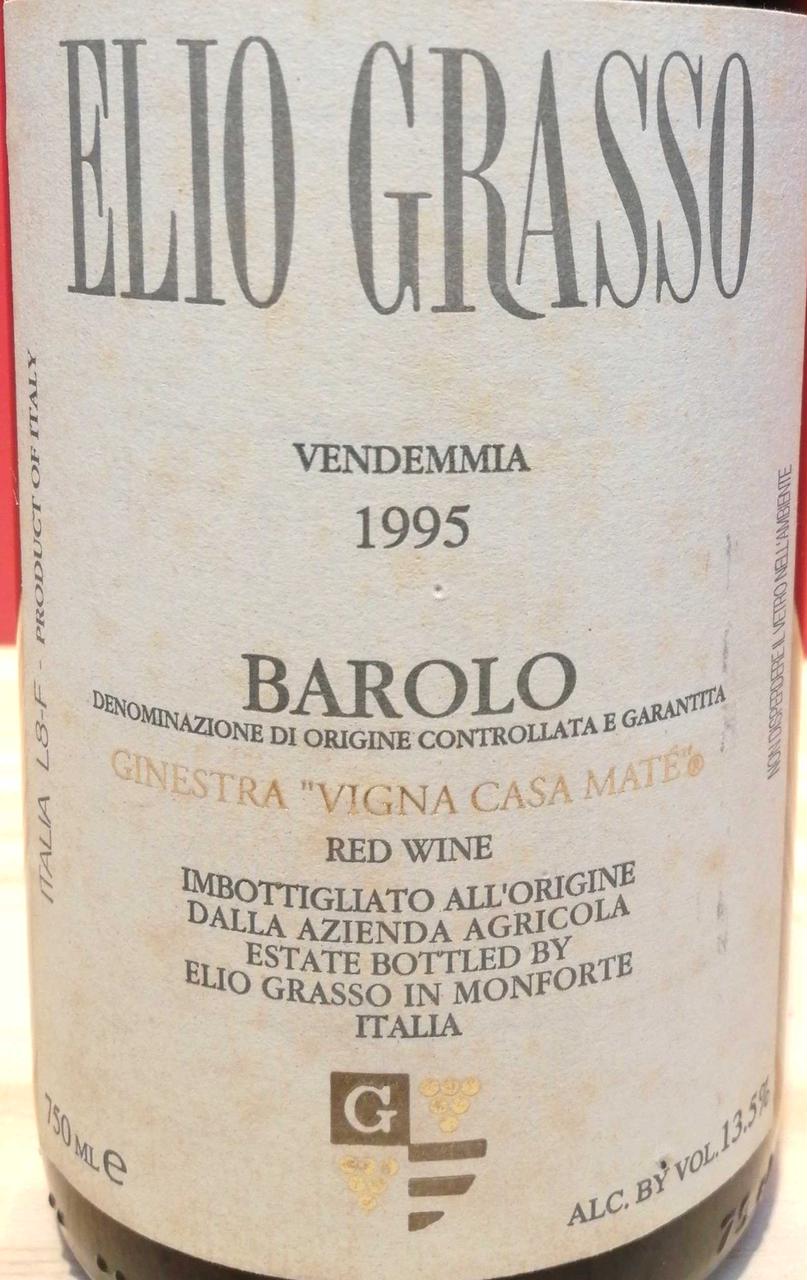 ELIO GRASSO
VENDEMMIA
1995
BAROLO
DENOMINAZIONE DI ORIGINE CONTROLLATA E GARANTITA
GINESTRA "VIGNA CASA MATÉ"®
RED WINE
IMBOTTIGLIATO ALL'ORIGINE
DALLA AZIENDA AGRICOLA
ESTATE BOTTLED BY
ELIO GRASSO IN MONFORTE
ITALIA
G
750 ML e
ALC. BY VOL. 13.5%
ITALIA L8-F - PRODUCT OF ITALY
NON DISPERDERE IL VETRO NELL'AMBIENTE